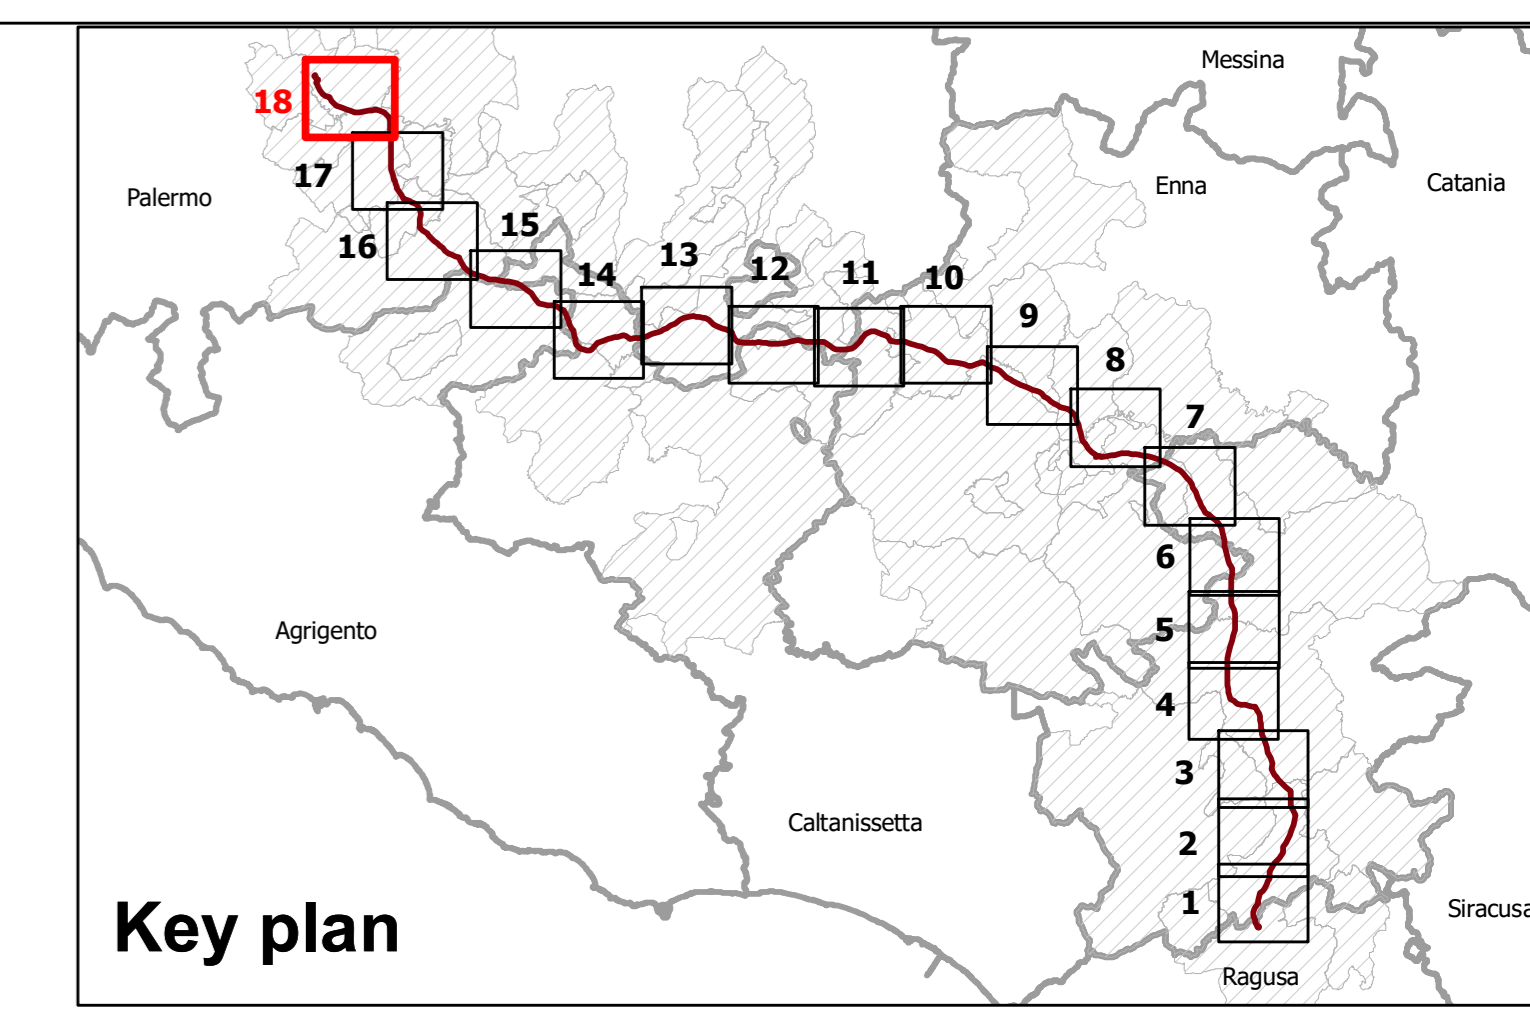 Messina
18
17
Palermo
Enna
Catania
15
16
13
14
12
11
10
9
8
7
6
5
Agrigento
4
3
Caltanissetta
2
1
Siracusa
Key plan
Ragusa